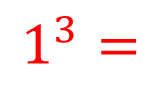 1³ =